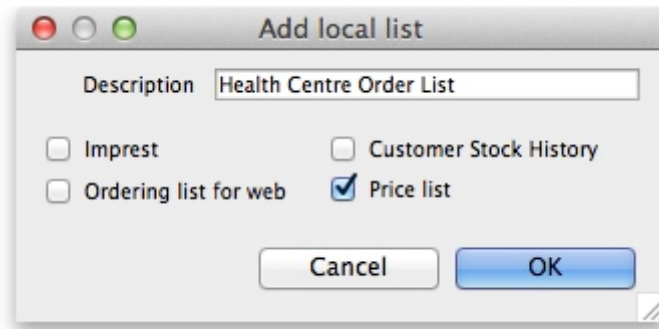 Add local list
Description Health Centre Order List
Imprest Customer Stock History
Ordering list for web Price list
Cancel OK